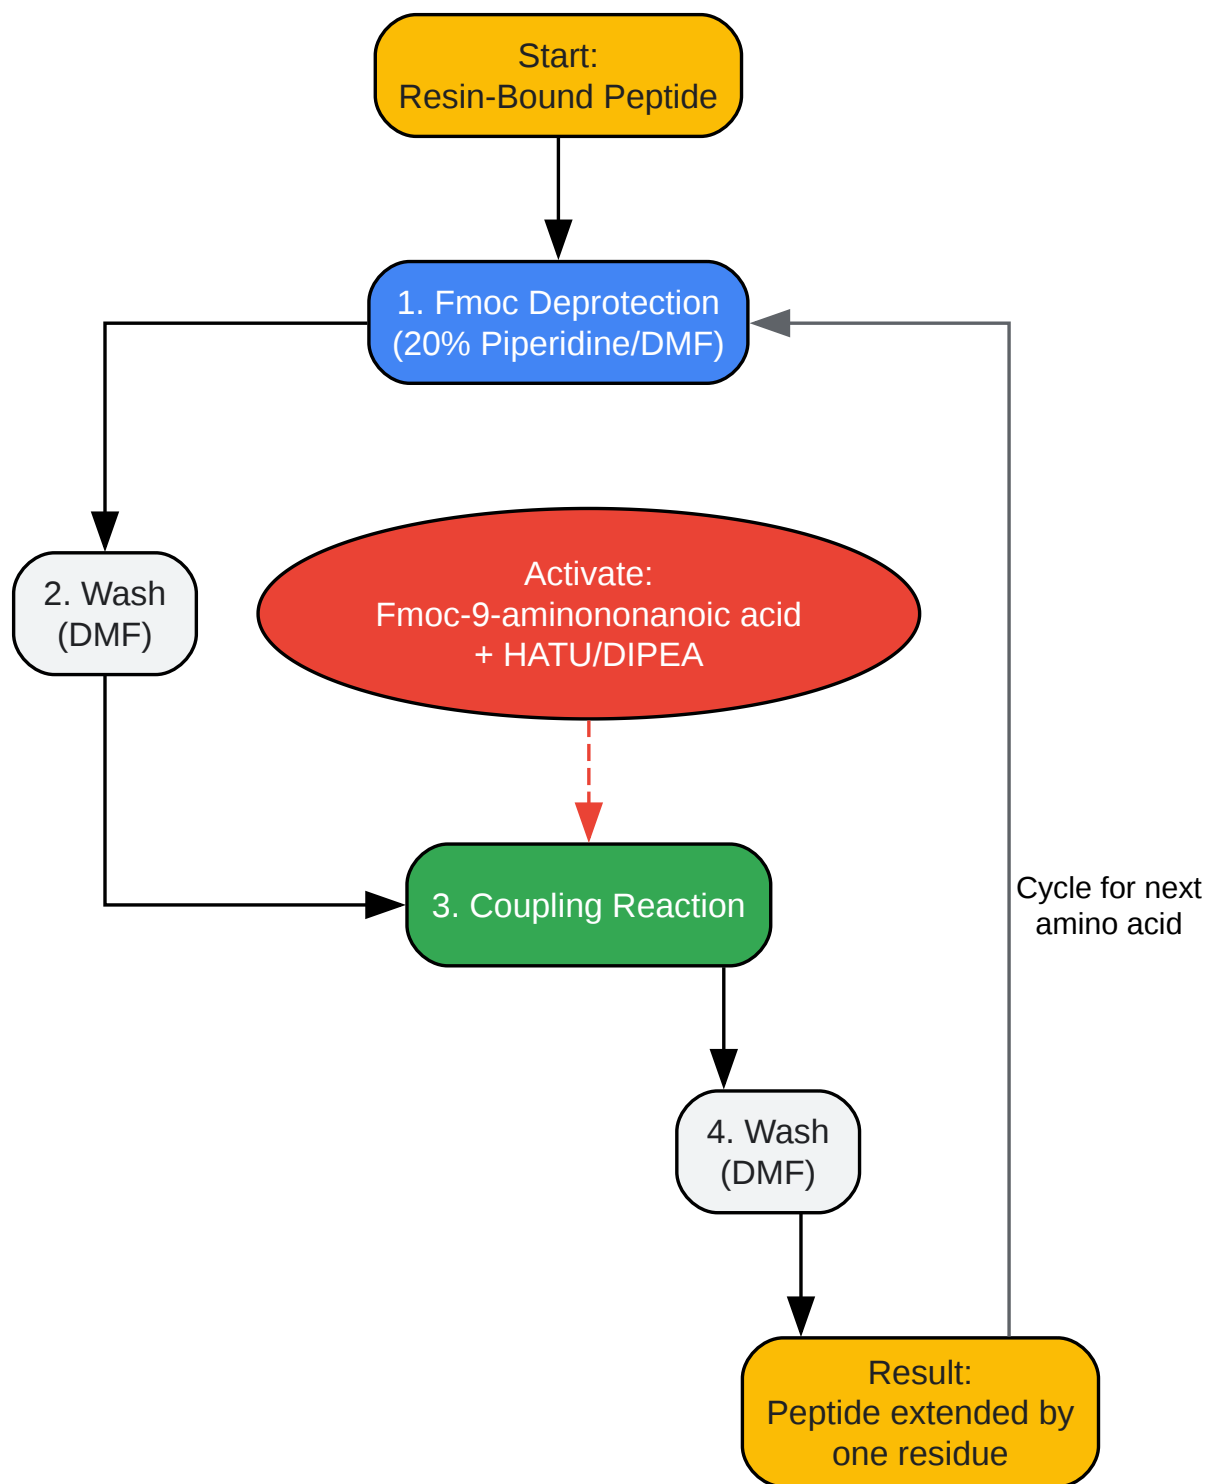 Start:
Resin-Bound Peptide
1. Fmoc Deprotection
(20% Piperidine/DMF)
2. Wash
(DMF)
Activate:
Fmoc-9-aminononanoic acid
+ HATU/DIPEA
3. Coupling Reaction
Cycle for next
amino acid
4. Wash
(DMF)
Result:
Peptide extended by
one residue